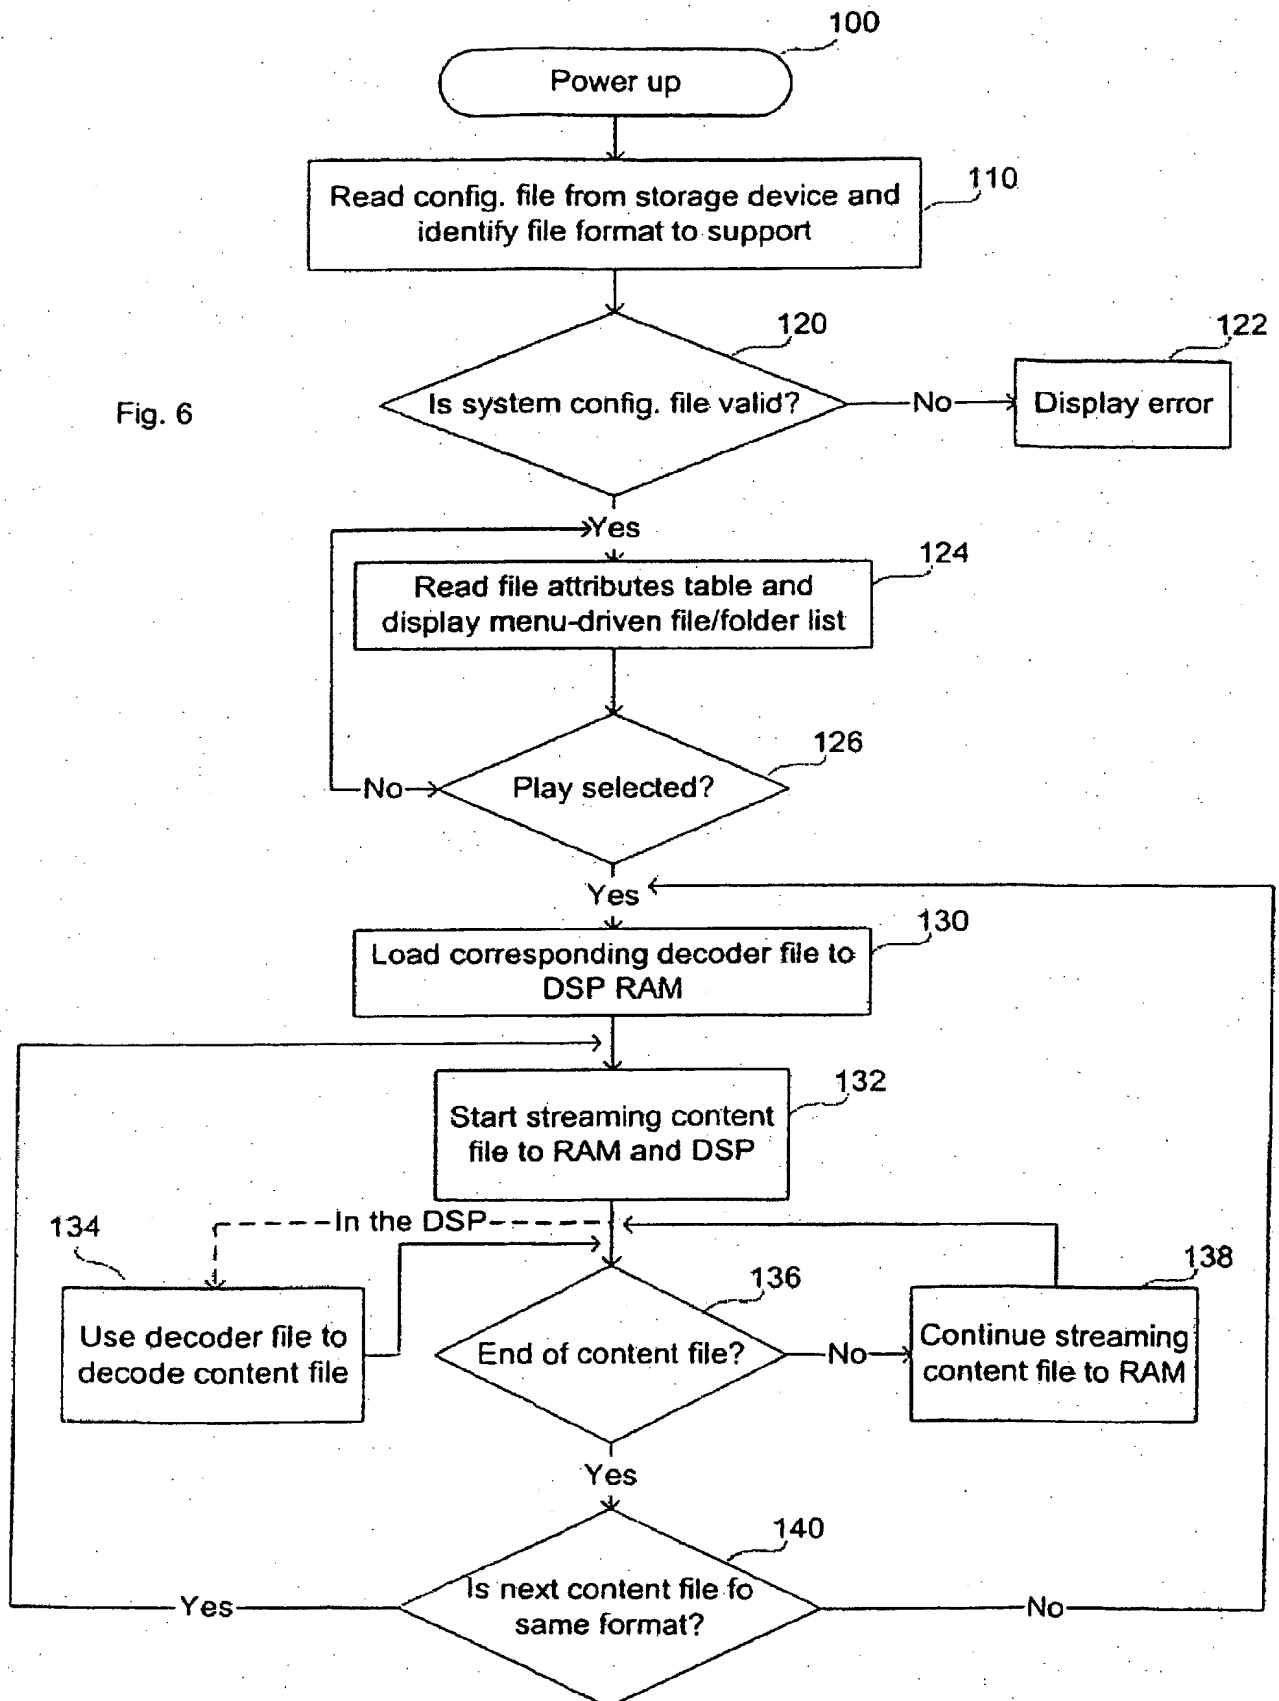 100
Power up
110
Read config. file from storage device and
identify file format to support
120
122
Is system config. file valid?
No
Display error
Fig. 6
Yes
124
Read file attributes table and
display menu-driven file/folder list
126
Play selected?
No
Yes
130
Load corresponding decoder file to
DSP RAM
132
Start streaming content
file to RAM and DSP
In the DSP
134
136
138
Use decoder file to
decode content file
End of content file?
No
Continue streaming
content file to RAM
Yes
140
Is next content file fo
same format?
Yes
No